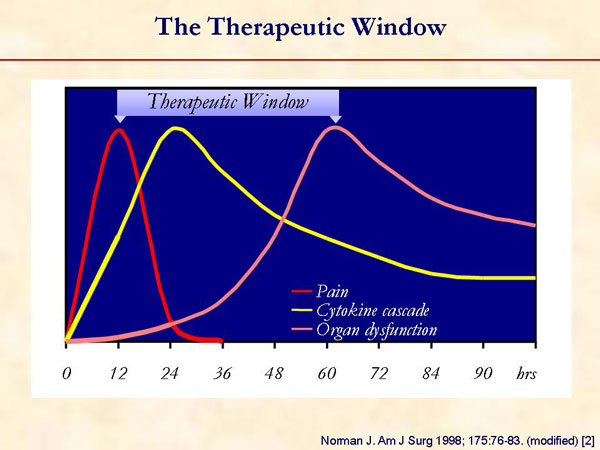 The Therapeutic Window
Therapeutic Window
Pain
Cytokine cascade
Organ dysfunction
0 12 24 36 48 60 72 84 90 hrs
Norman J. Am J Surg 1998; 175:76-83. (modified) [2]